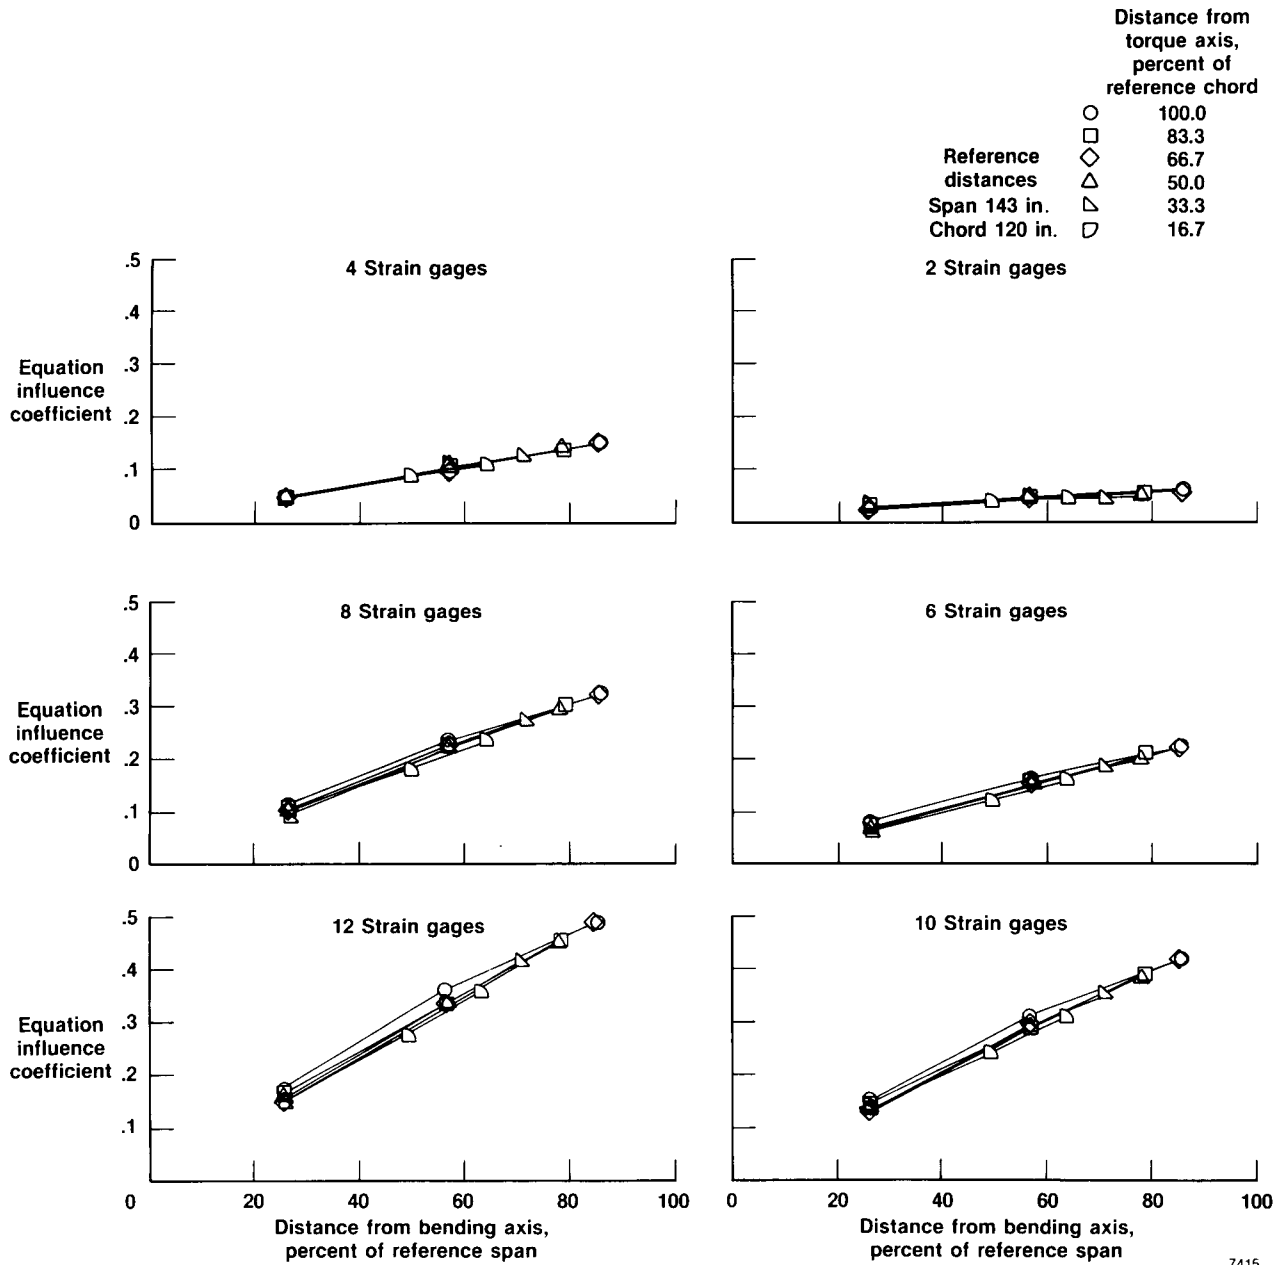 Distance from
torque axis,
percent of
reference chord
100.0
83.3
Reference 66.7
distances 50.0
Span 143 in. 33.3
Chord 120 in. 16.7
4 Strain gages
.5
.4
.3
.2
.1
0
Equation
influence
coefficient
2 Strain gages
8 Strain gages
.5
.4
.3
.2
.1
0
Equation
influence
coefficient
6 Strain gages
12 Strain gages
.5
.4
.3
.2
.1
Equation
influence
coefficient
0 20 40 60 80 100
Distance from bending axis,
percent of reference span
10 Strain gages
0 20 40 60 80 100
Distance from bending axis,
percent of reference span
7415